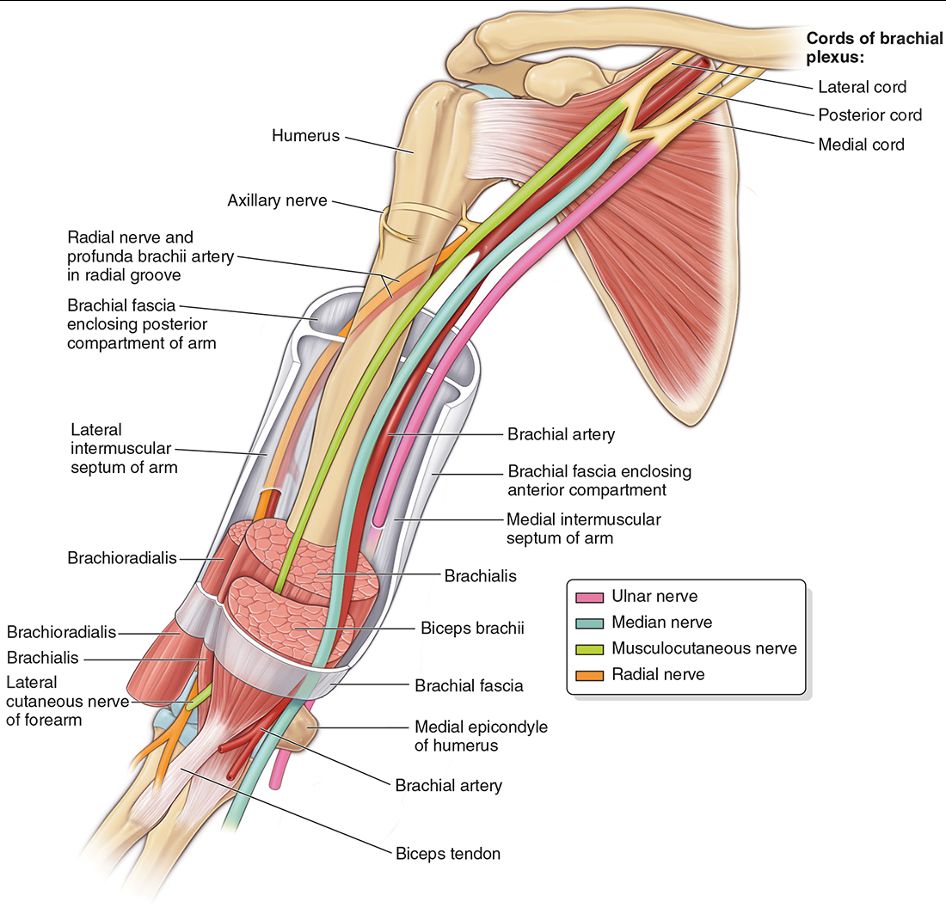 Cords of brachial
plexus:
Lateral cord
Posterior cord
Medial cord
Humerus
Axillary nerve
Radial nerve and
profunda brachii artery
in radial groove
Brachial fascia
enclosing posterior
compartment of arm
Lateral
intermuscular
septum of arm
Brachial artery
Brachial fascia enclosing
anterior compartment
Medial intermuscular
septum of arm
Brachioradialis
Brachialis
Biceps brachii
Ulnar nerve
Median nerve
Musculocutaneous nerve
Radial nerve
Brachioradialis
Brachialis
Lateral
cutaneous nerve
of forearm
Brachial fascia
Medial epicondyle
of humerus
Brachial artery
Biceps tendon